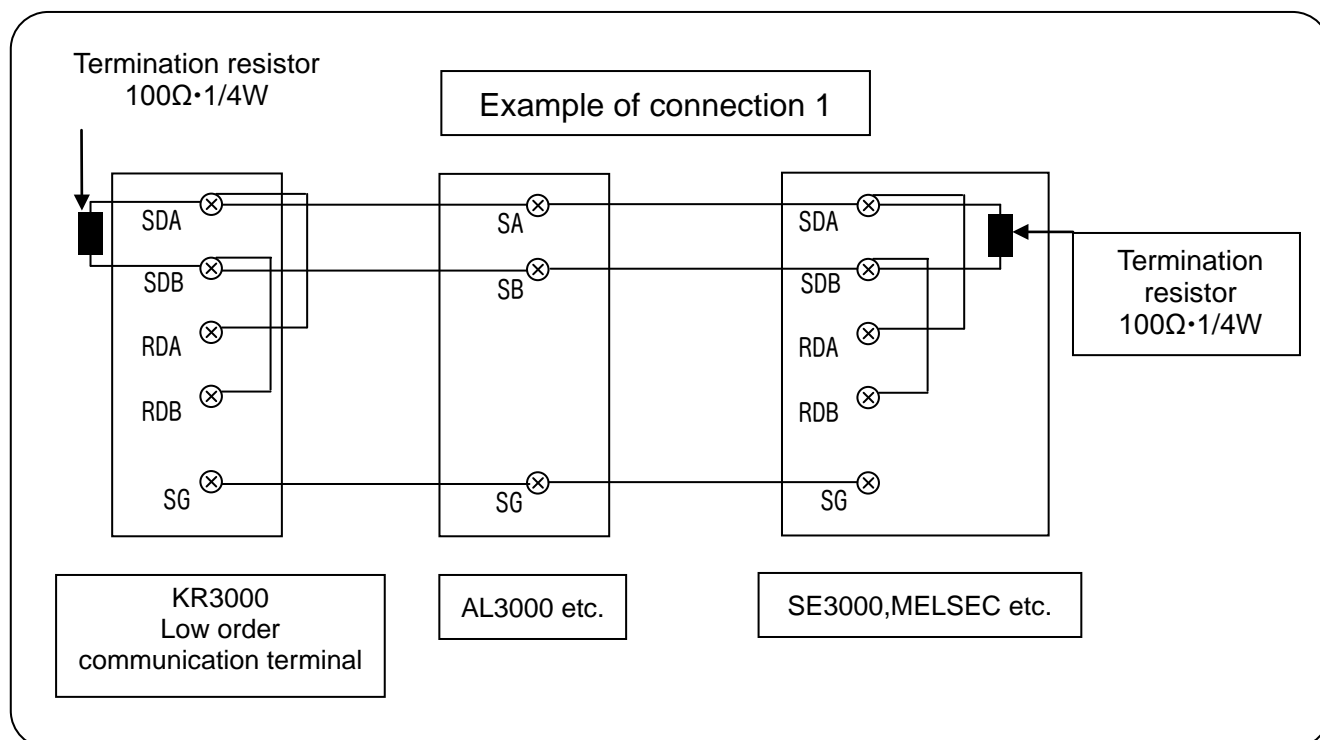 Termination resistor
100Ω･1/4W
Example of connection 1
SDA
SDB
RDA
RDB
SG
SA
SB
SG
SDA
SDB
RDA
RDB
SG
Termination
resistor
100Ω･1/4W
KR3000
Low order
communication terminal
AL3000 etc.
SE3000,MELSEC etc.